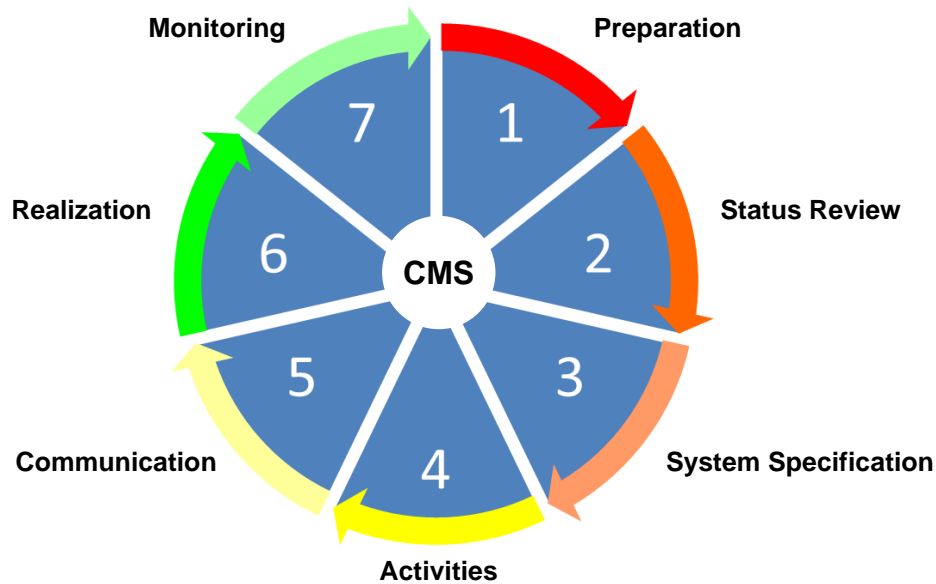 Monitoring
Preparation
7
1
Realization
Status Review
6
CMS
2
5
3
Communication
4
System Specification
Activities